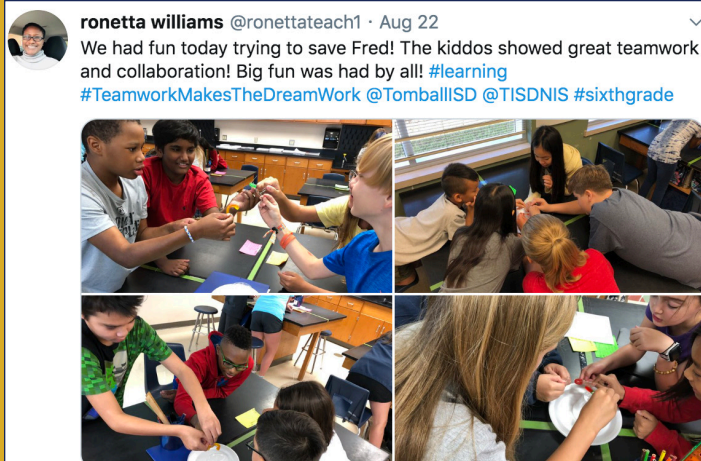 ronetta williams @ronettateach1 · Aug 22
We had fun today trying to save Fred! The kiddos showed great teamwork
and collaboration! Big fun was had by all! #learning
#TeamworkMakesTheDreamWork @TomballISD @TISDNIS #sixthgrade